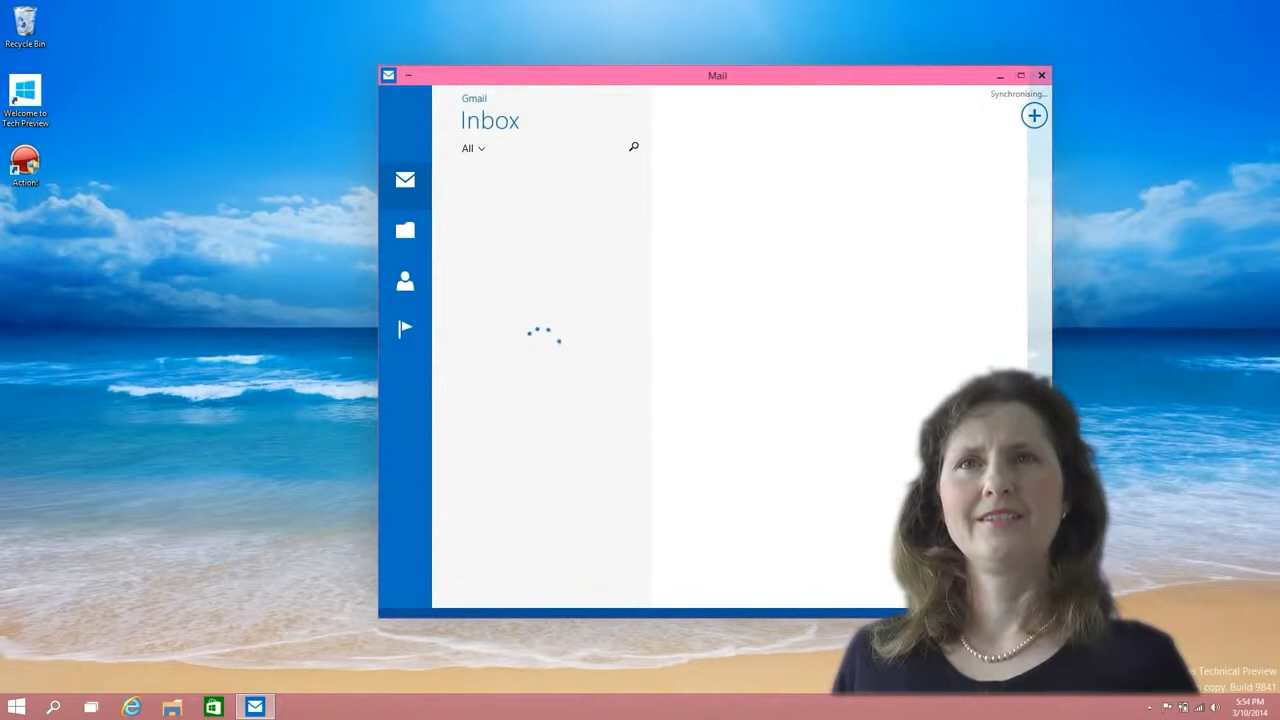 Recycle Bin
Welcome to
Tech Preview
Action!
Mail
Synchronising...
Gmail
Inbox
All
Technical Preview
copy. Build 9841
5:54 PM
3/10/2014